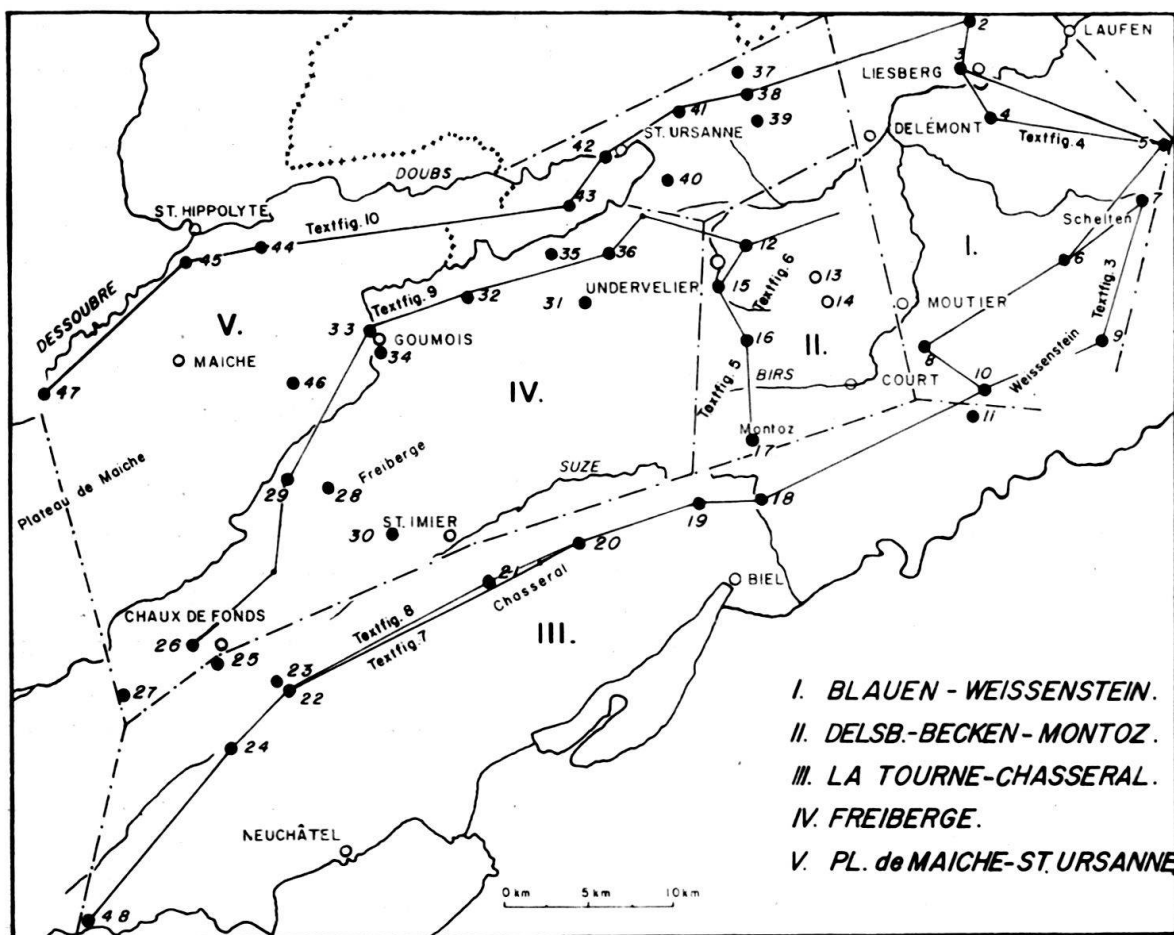 2
LAUFEN
37
3
LIESBERG
38
41
39
4
DELÉMONT
Textfig. 4
5
42
ST. URSANNE
DOUBS
40
7
43
ST. HIPPOLYTE
Textfig. 10
Schelten
I.
44
45
35
36
12
6
Textfig. 6
13
UNDERVELIER
15
14
Textfig. 3
DESSOUBRE
Textfig. 9
32
31
MOUTIER
V.
33
GOUMOIS
34
16
II.
8
9
MAICHE
46
IV.
Textfig. 5
BIRS
COURT
10
Weissenstein
47
11
Montoz
17
Plateau de Maiche
Freiberge
29
28
SUZE
18
19
30
ST. IMIER
20
21
Chasseral
BIEL
CHAUX DE FONDS
Textfig. 8
Textfig. 7
III.
26
25
23
22
27
24
I. BLAUEN - WEISSENSTEIN.
II. DELSB.-BECKEN-MONTOZ.
III. LA TOURNE-CHASSERAL.
IV. FREIBERGE.
V. PL. de MAICHE-ST. URSANNE
NEUCHÂTEL
0 km 5 km 10 km
48